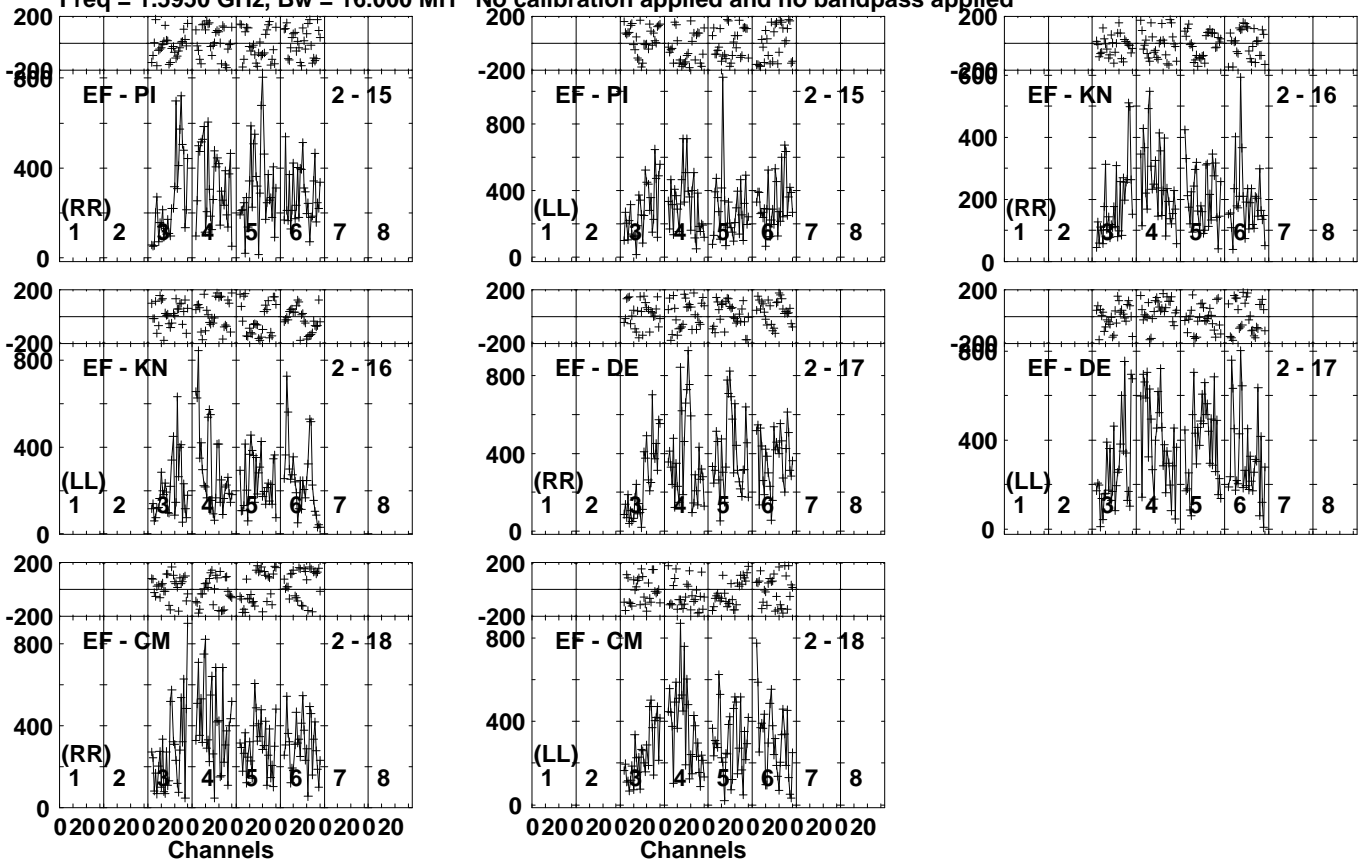 Freq = 1.5950 GHz, Bw = 16.000 MH No calibration applied and no bandpass applied
200 200 200
-200 -200 -200
800 600
EF - PI 2 - 15 EF - PI 2 - 15 EF - KN 2 - 16
800
400
400 400
200
(RR) (LL) (RR)
1 2 3 4 5 6 7 8 1 2 3 4 5 6 7 8 1 2 3 4 5 6 7 8
0 0 0
200 200 200
-200 -200 -200
800 800
EF - KN 2 - 16 EF - DE 2 - 17 EF - DE 2 - 17
800
400 400 400
(LL) (RR) (LL)
1 2 3 4 5 6 7 8 1 2 3 4 5 6 7 8 1 2 3 4 5 6 7 8
0 0 0
200 200
-200 -200
EF - CM 2 - 18 EF - CM 2 - 18
800 800
400 400
(RR) (LL)
1 2 3 4 5 6 7 8 1 2 3 4 5 6 7 8
0 0
0 20 0 20 0 20 0 20 0 20 0 20 0 20 0 20 0 20 0 20 0 20 0 20 0 20 0 20 0 20 0 20
Channels Channels